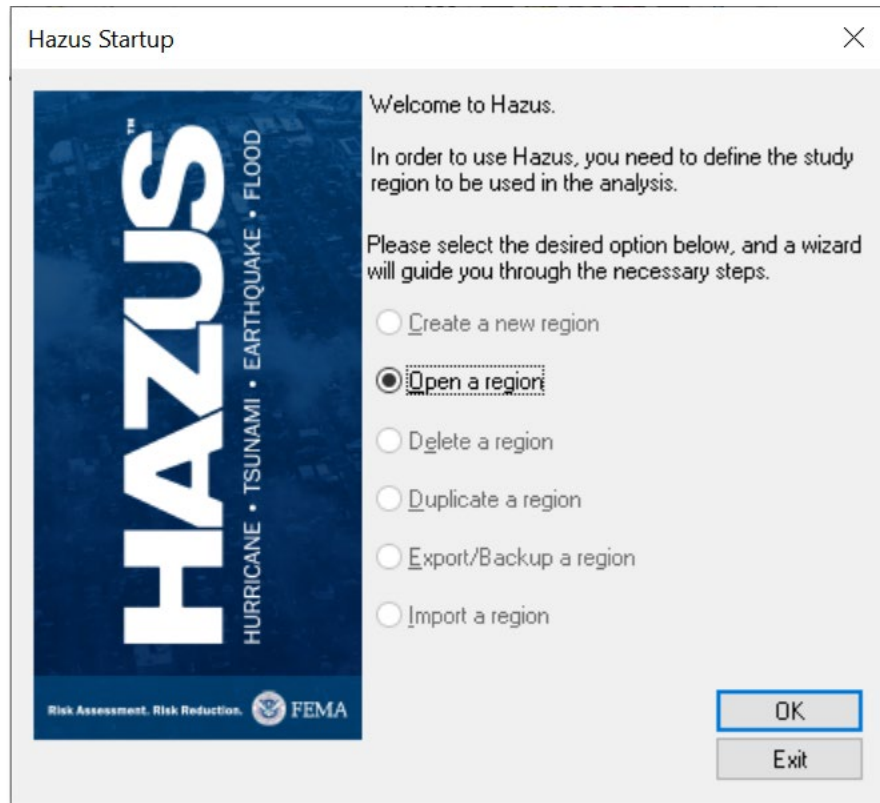 Hazus Startup
HAZUS™
HURRICANE • TSUNAMI • EARTHQUAKE • FLOOD
Risk Assessment. Risk Reduction. FEMA
Welcome to Hazus.
In order to use Hazus, you need to define the study
region to be used in the analysis.
Please select the desired option below, and a wizard
will guide you through the necessary steps.
Create a new region
Open a region
Delete a region
Duplicate a region
Export/Backup a region
Import a region
OK
Exit